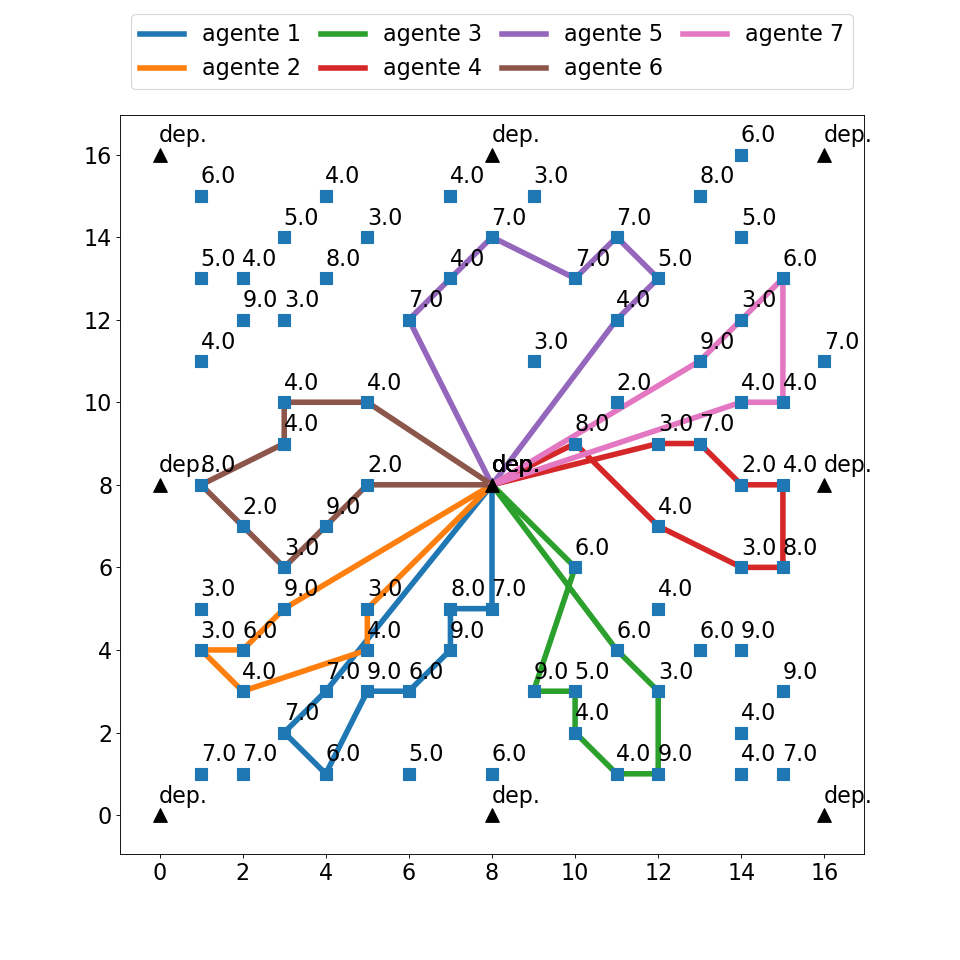 agente 1 agente 3 agente 5 agente 7
agente 2 agente 4 agente 6
dep. dep. 6.0 dep.
16
6.0 4.0 4.0 3.0 8.0
5.0 3.0 7.0 7.0 5.0
14
5.0 4.0 8.0 4.0 7.0 5.0 6.0
9.0 3.0 7.0 4.0 3.0
12
4.0 3.0 9.0 7.0
4.0 4.0 2.0 4.0 4.0
10
4.0 8.0 3.0 7.0
dep. 8.0 2.0 dep. 2.0 4.0 dep.
8
2.0 9.0 4.0
3.0 6.0 3.0 8.0
6
3.0 9.0 3.0 8.0 7.0 4.0
3.0 6.0 4.0 9.0 6.0 6.0 9.0
4
4.0 7.0 9.0 6.0 9.0 5.0 3.0 9.0
7.0 4.0 4.0
2
7.0 7.0 6.0 5.0 6.0 4.0 9.0 4.0 7.0
dep. dep. dep.
0
0 2 4 6 8 10 12 14 16